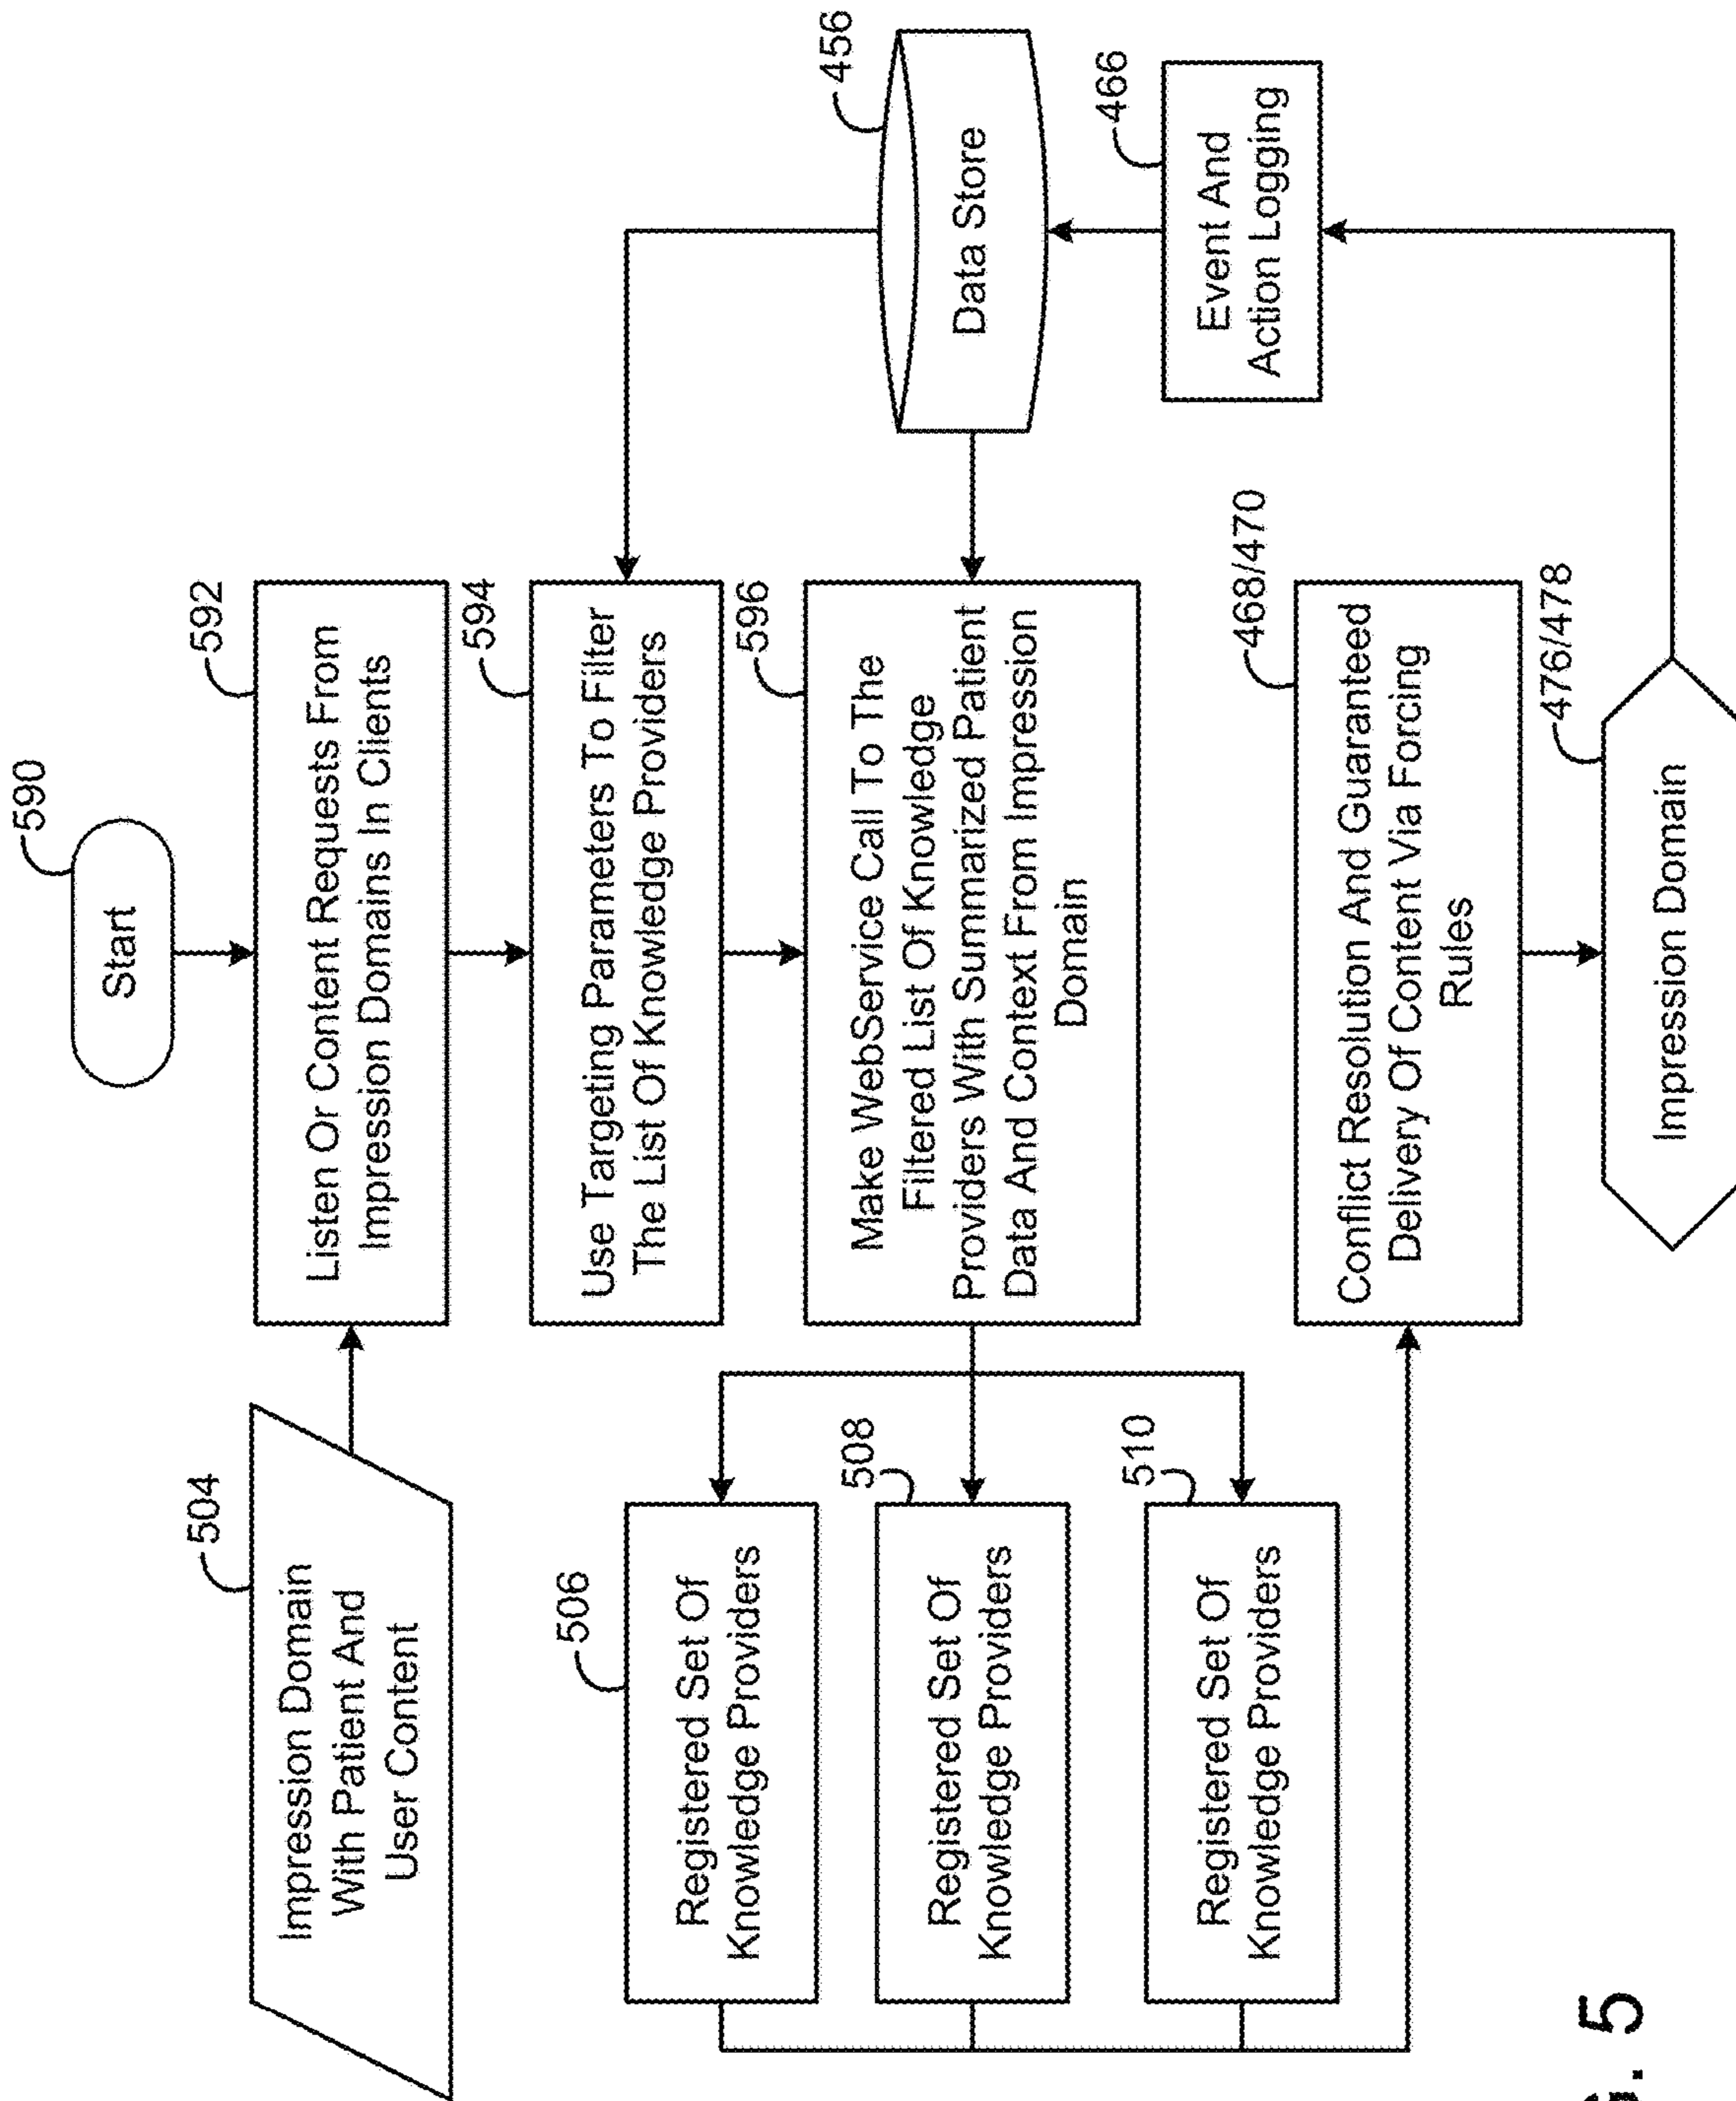 590
Start
504
Impression Domain
With Patient And
User Content
592
Listen Or Content Requests From
Impression Domains In Clients
594
Use Targeting Parameters To Filter
The List Of Knowledge Providers
596
Make WebService Call To The
Filtered List Of Knowledge
Providers With Summarized Patient
Data And Context From Impression
Domain
456
Data Store
466
Event And
Action Logging
506
Registered Set Of
Knowledge Providers
508
Registered Set Of
Knowledge Providers
510
Registered Set Of
Knowledge Providers
468/470
Conflict Resolution And Guaranteed
Delivery Of Content Via Forcing
Rules
476/478
Impression Domain
G. 5